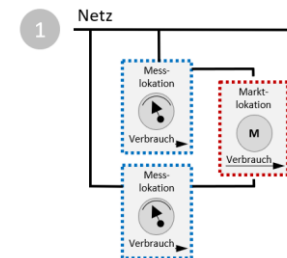 1
Netz
Mess-
lokation
Verbrauch
Markt-
lokation
M
Verbrauch
Mess-
lokation
Verbrauch